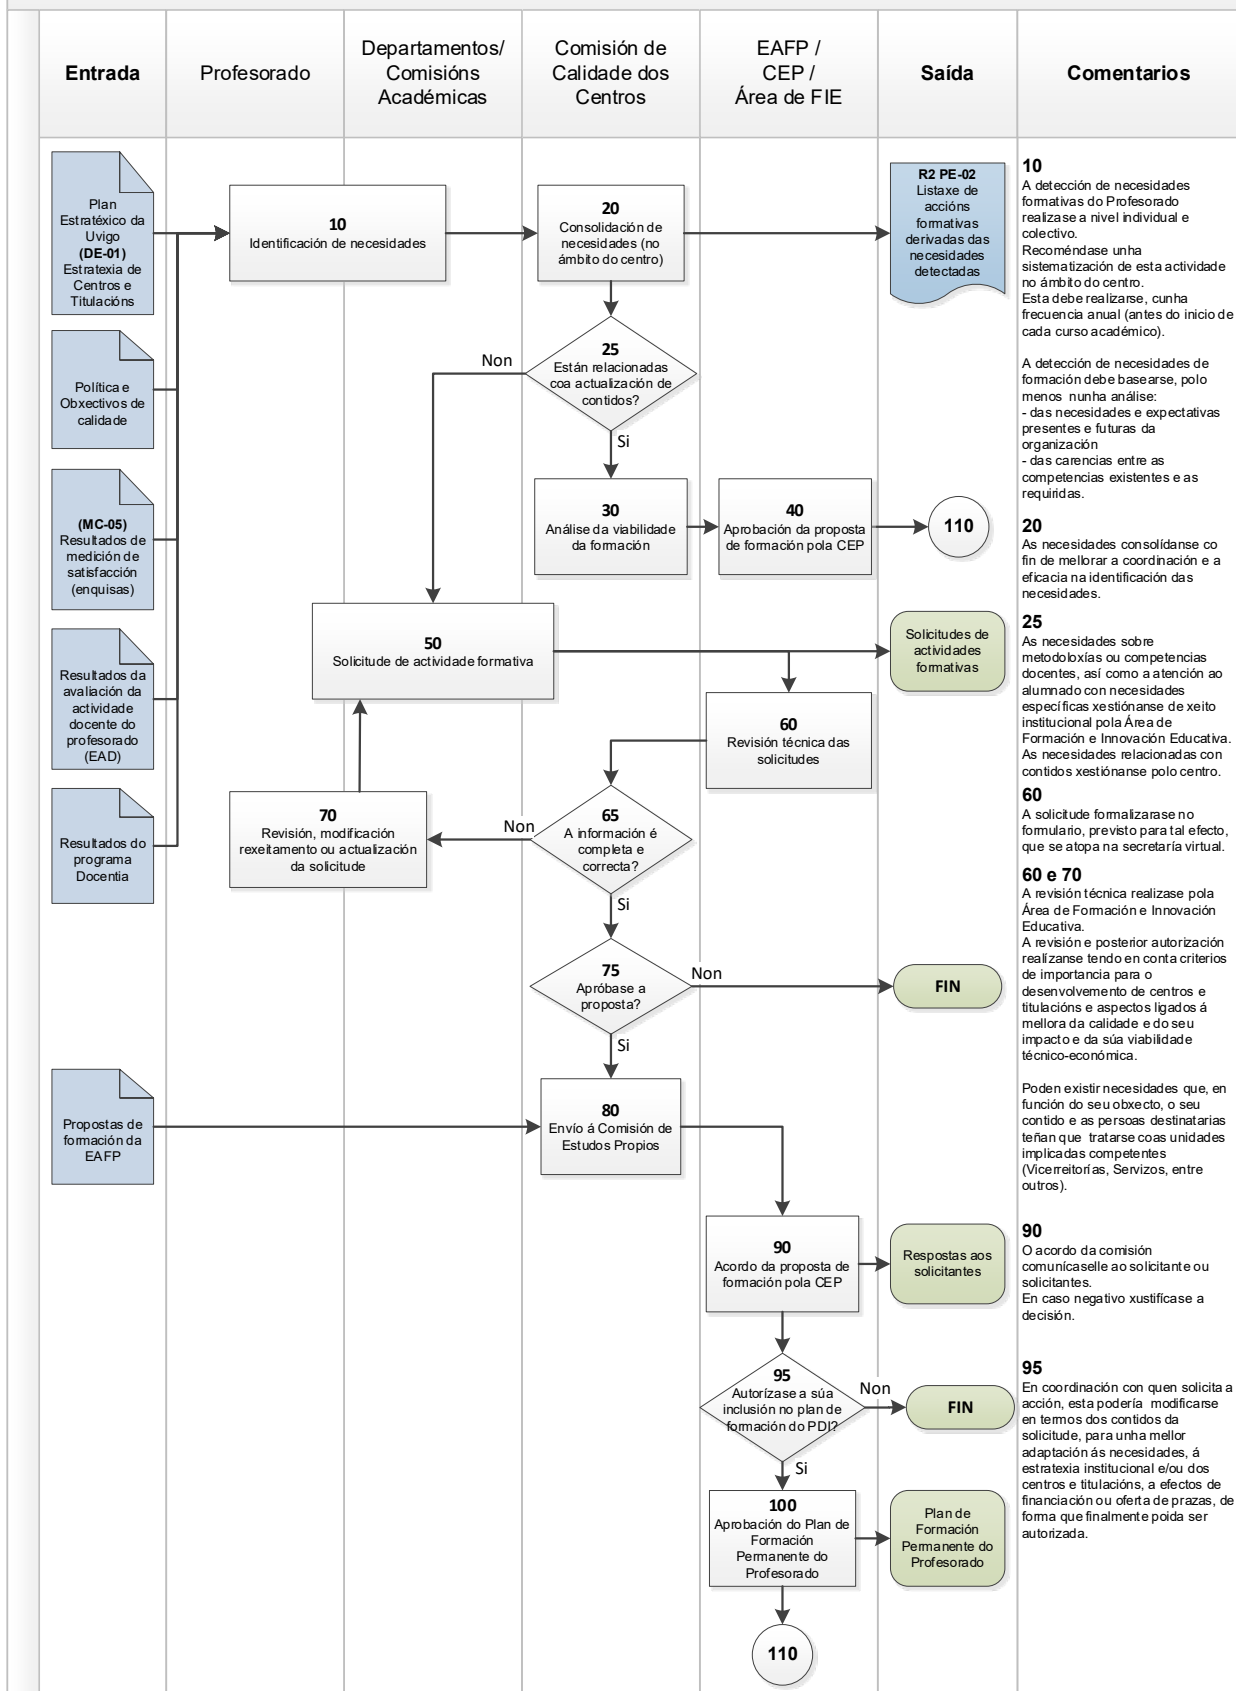 Entrada
Profesorado
Departamentos/
Comisións
Académicas
Comisión de
Calidade dos
Centros
EAFP /
CEP /
Área de FIE
Saída
Comentarios
Plan
Estratéxico da
Uvigo
(DE-01)
Estratexia de
Centros e
Titulacións
Política e
Obxectivos de
calidade
(MC-05)
Resultados de
medición de
satisfacción
(enquisas)
Resultados da
avaliación da
actividade
docente do
profesorado
(EAD)
Resultados do
programa
Docentia
Propostas de
formación da
EAFP
10
Identificación de necesidades
20
Consolidación de
necesidades (no
ámbito do centro)
R2 PE-02
Listaxe de
accións
formativas
derivadas das
necesidades
detectadas
25
Están relacionadas
coa actualización de
contidos?
Non
Si
30
Análise da viabilidade
da formación
40
Aprobación da proposta
de formación pola CEP
110
50
Solicitude de actividade formativa
Solicitudes de
actividades
formativas
60
Revisión técnica das
solicitudes
65
A información é
completa e
correcta?
Non
Si
70
Revisión, modificación
rexeitamento ou actualización
da solicitude
75
Apróbase a
proposta?
Non
Si
FIN
80
Envío á Comisión de
Estudos Propios
90
Acordo da proposta de
formación pola CEP
Respostas aos
solicitantes
95
Autorízase a súa
inclusión no plan de
formación do PDI?
Non
Si
FIN
100
Aprobación do Plan de
Formación
Permanente do
Profesorado
Plan de
Formación
Permanente do
Profesorado
110
10
A detección de necesidades
formativas do Profesorado
realizase a nivel individual e
colectivo.
Recoméndase unha
sistematización de esta actividade
no ámbito do centro.
Esta debe realizarse, cunha
frecuencia anual (antes do inicio de
cada curso académico).
A detección de necesidades de
formación debe basearse, polo
menos nunha análise:
- das necesidades e expectativas
presentes e futuras da
organización
- das carencias entre as
competencias existentes e as
requiridas.
20
As necesidades consolídanse co
fin de mellorar a coordinación e a
eficacia na identificación das
necesidades.
25
As necesidades sobre
metodoloxías ou competencias
docentes, así como a atención ao
alumnado con necesidades
específicas xestiónanse de xeito
institucional pola Área de
Formación e Innovación Educativa.
As necesidades relacionadas con
contidos xestiónanse polo centro.
60
A solicitude formalizarase no
formulario, previsto para tal efecto,
que se atopa na secretaría virtual.
60 e 70
A revisión técnica realizase pola
Área de Formación e Innovación
Educativa.
A revisión e posterior autorización
realízanse tendo en conta criterios
de importancia para o
desenvolvemento de centros e
titulacións e aspectos ligados á
mellora da calidade e do seu
impacto e da súa viabilidade
técnico-económica.
Poden existir necesidades que, en
función do seu obxecto, o seu
contido e as persoas destinatarias
teñan que tratarse coas unidades
implicadas competentes
(Vicerreitorías, Servizos, entre
outros).
90
O acordo da comisión
comunícaselle ao solicitante ou
solicitantes.
En caso negativo xustifícase a
decisión.
95
En coordinación con quen solicita a
acción, esta podería modificarse
en termos dos contidos da
solicitude, para unha mellor
adaptación ás necesidades, á
estratexia institucional e/ou dos
centros e titulacións, a efectos de
financiación ou oferta de prazas, de
forma que finalmente poida ser
autorizada.